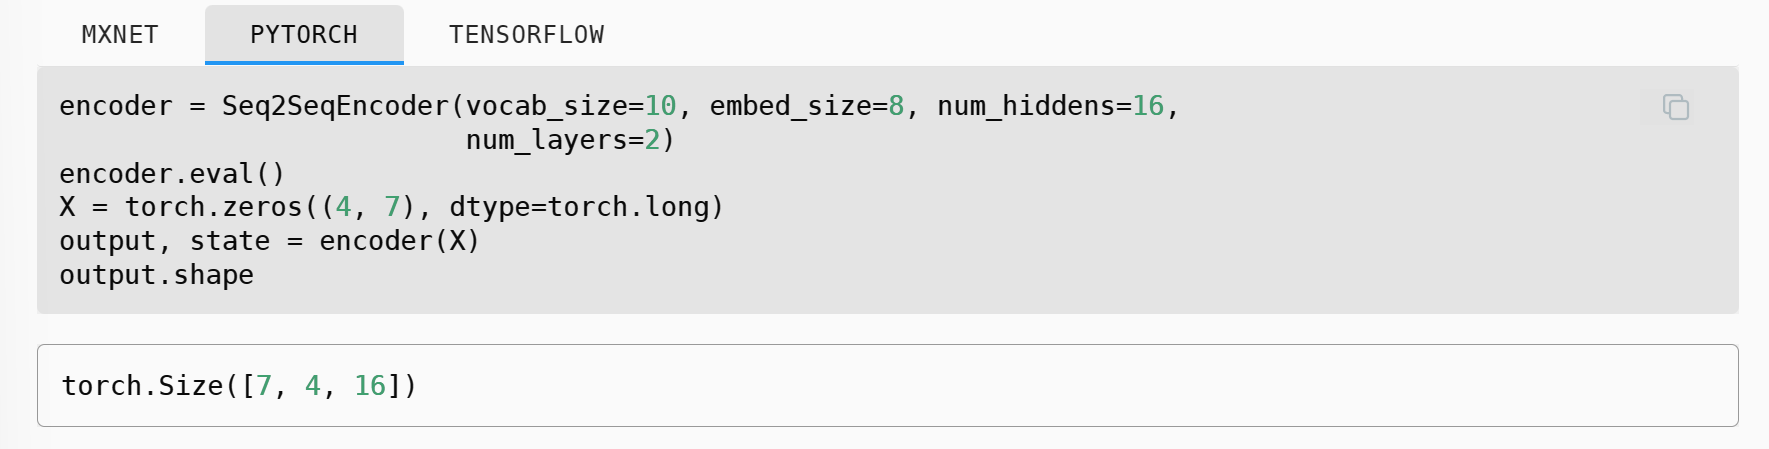 MXNET PYTORCH TENSORFLOW
encoder = Seq2SeqEncoder(vocab_size=10, embed_size=8, num_hiddens=16,
                         num_layers=2)
encoder.eval()
X = torch.zeros((4, 7), dtype=torch.long)
output, state = encoder(X)
output.shape
torch.Size([7, 4, 16])